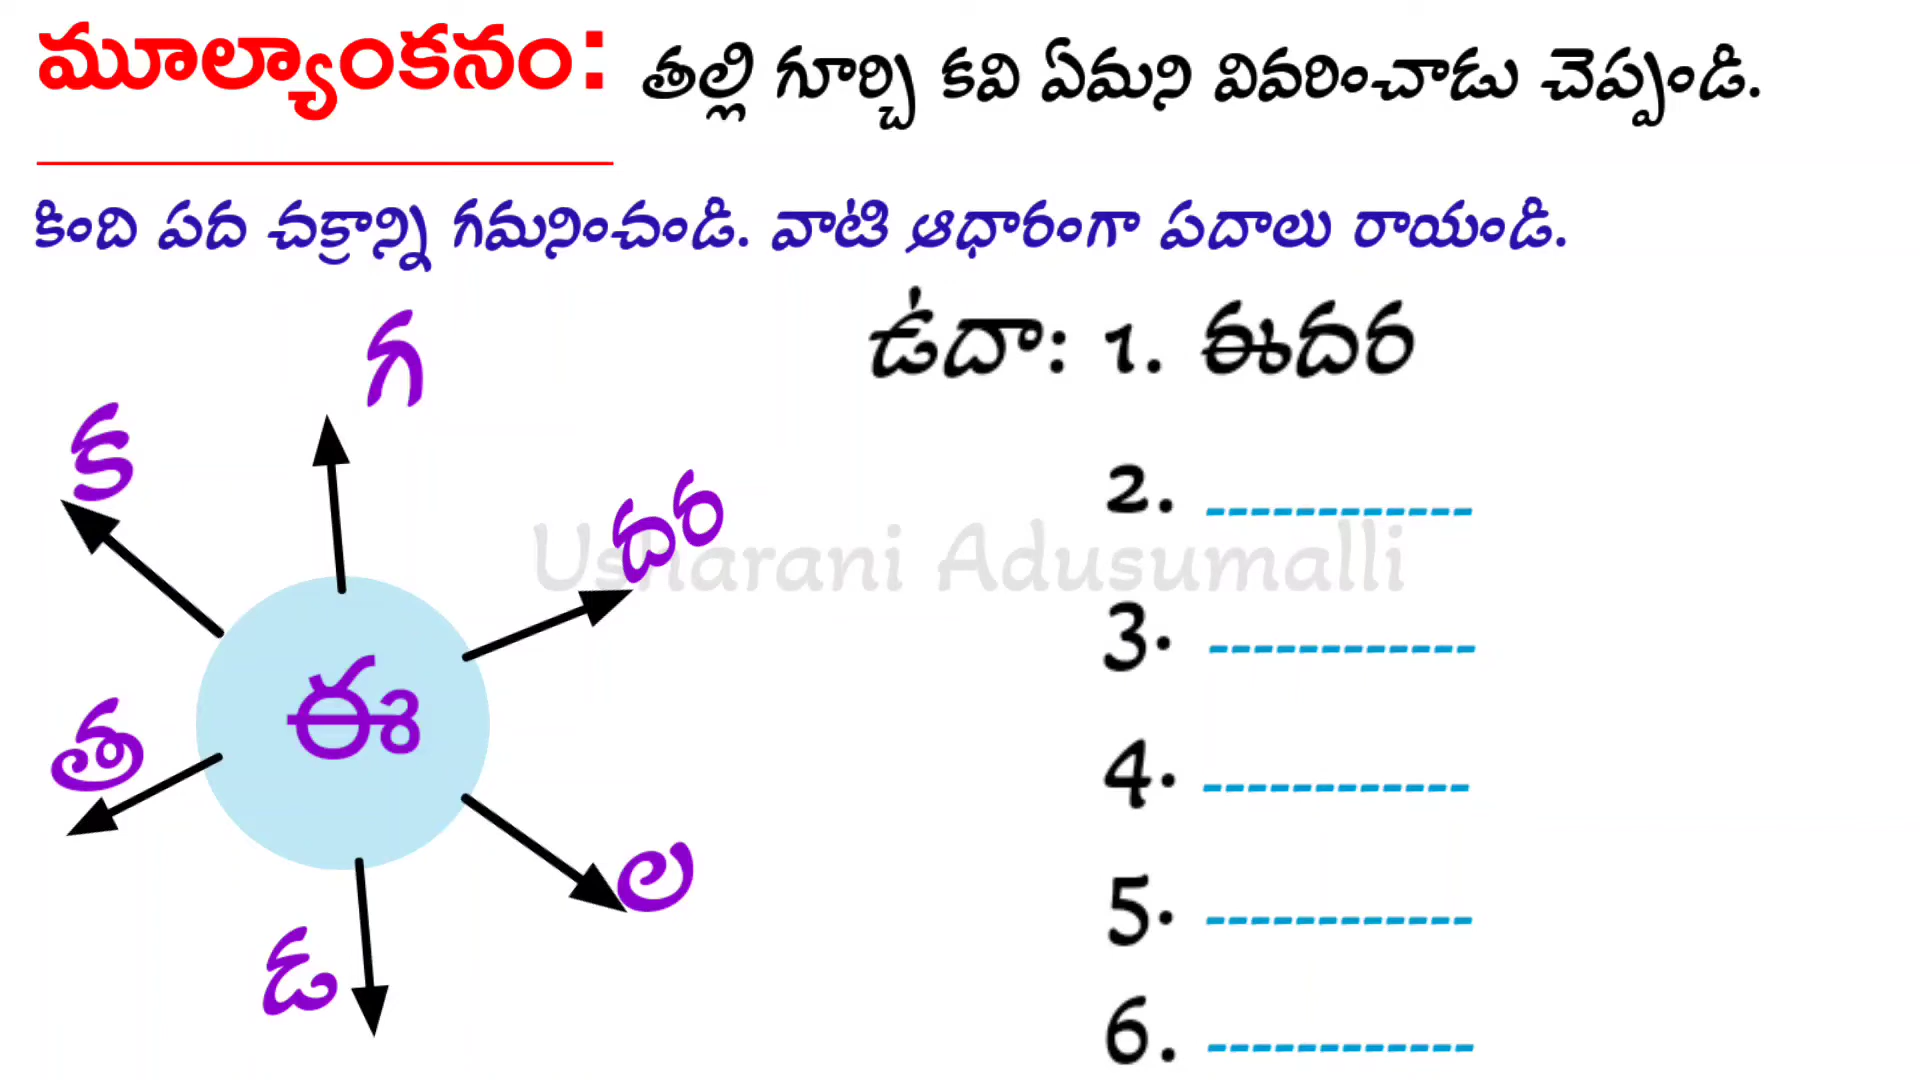 మూల్యాంకనం: తల్లి గూర్చి కవి ఏమని వివరించాడు చెప్పండి.
కింది పద చక్రాన్ని గమనించండి. వాటి ఆధారంగా పదాలు రాయండి.
ఉదా: 1. ఈదర
గ
క
దర
2. ------------
Usharani Adusumalli
3. ------------
ఈ
త
4. ------------
ల
5. ------------
డ
6. ------------